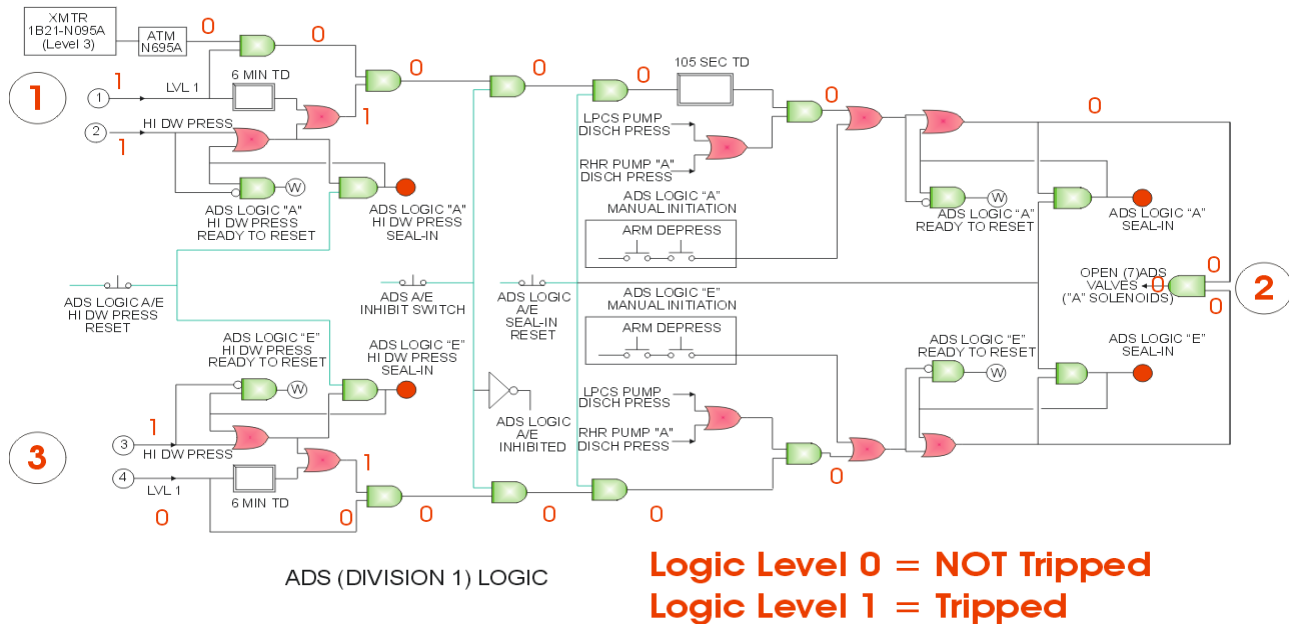 XMTR
1B21-N095A
(Level 3)
ATM
N695A
0
0
1
1
1
LVL 1
6 MIN TD
2
HI DW PRESS
1
1
0
0
0
105 SEC TD
0
0
LPCS PUMP
DISCH PRESS
RHR PUMP "A"
DISCH PRESS
W
ADS LOGIC "A"
HI DW PRESS
READY TO RESET
ADS LOGIC "A"
HI DW PRESS
SEAL-IN
ADS LOGIC "A"
MANUAL INITIATION
ARM DEPRESS
W
ADS LOGIC "A"
READY TO RESET
ADS LOGIC "A"
SEAL-IN
ADS LOGIC A/E
HI DW PRESS
RESET
ADS A/E
INHIBIT SWITCH
ADS LOGIC
A/E
SEAL-IN
RESET
ADS LOGIC "E"
MANUAL INITIATION
ARM DEPRESS
OPEN (7)ADS
VALVES
("A" SOLENOIDS)
0
0
0
2
ADS LOGIC "E"
HI DW PRESS
READY TO RESET
W
ADS LOGIC "E"
HI DW PRESS
SEAL-IN
ADS LOGIC "E"
READY TO RESET
W
ADS LOGIC "E"
SEAL-IN
ADS LOGIC
A/E
INHIBITED
LPCS PUMP
DISCH PRESS
RHR PUMP "A"
DISCH PRESS
3
1
3
HI DW PRESS
4
LVL 1
6 MIN TD
1
0
0
0
0
0
0
ADS (DIVISION 1) LOGIC
Logic Level 0 = NOT Tripped
Logic Level 1 = Tripped